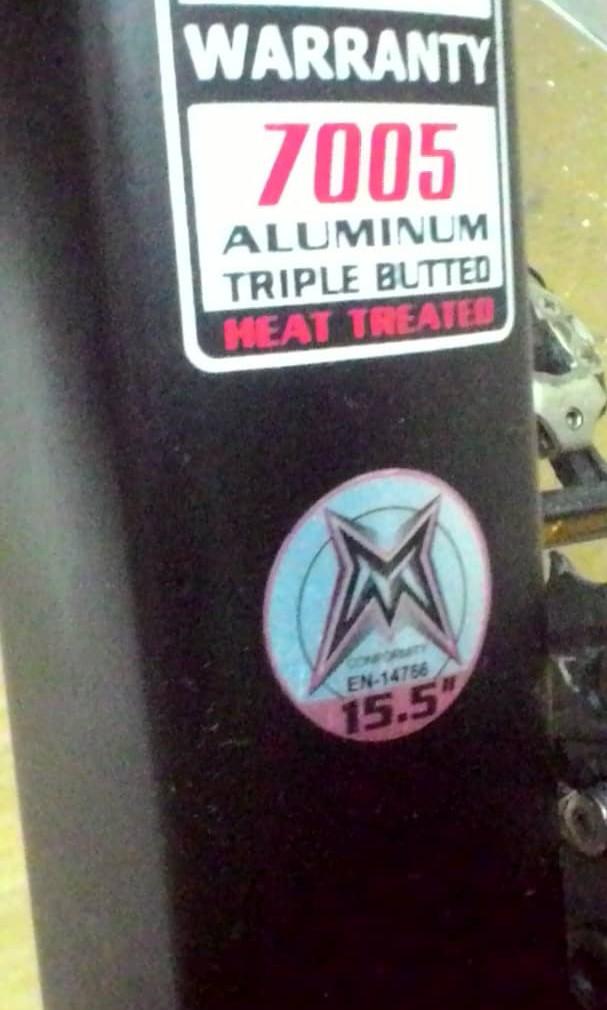 WARRANTY
7005
ALUMINUM
TRIPLE BUTTED
HEAT TREATED
CONFORMITY
EN-14766
15.5"